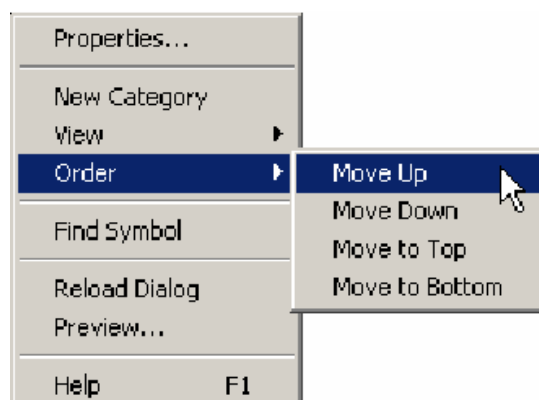 Properties...
New Category
View
Order
Move Up
Move Down
Move to Top
Move to Bottom
Find Symbol
Reload Dialog
Preview...
Help F1